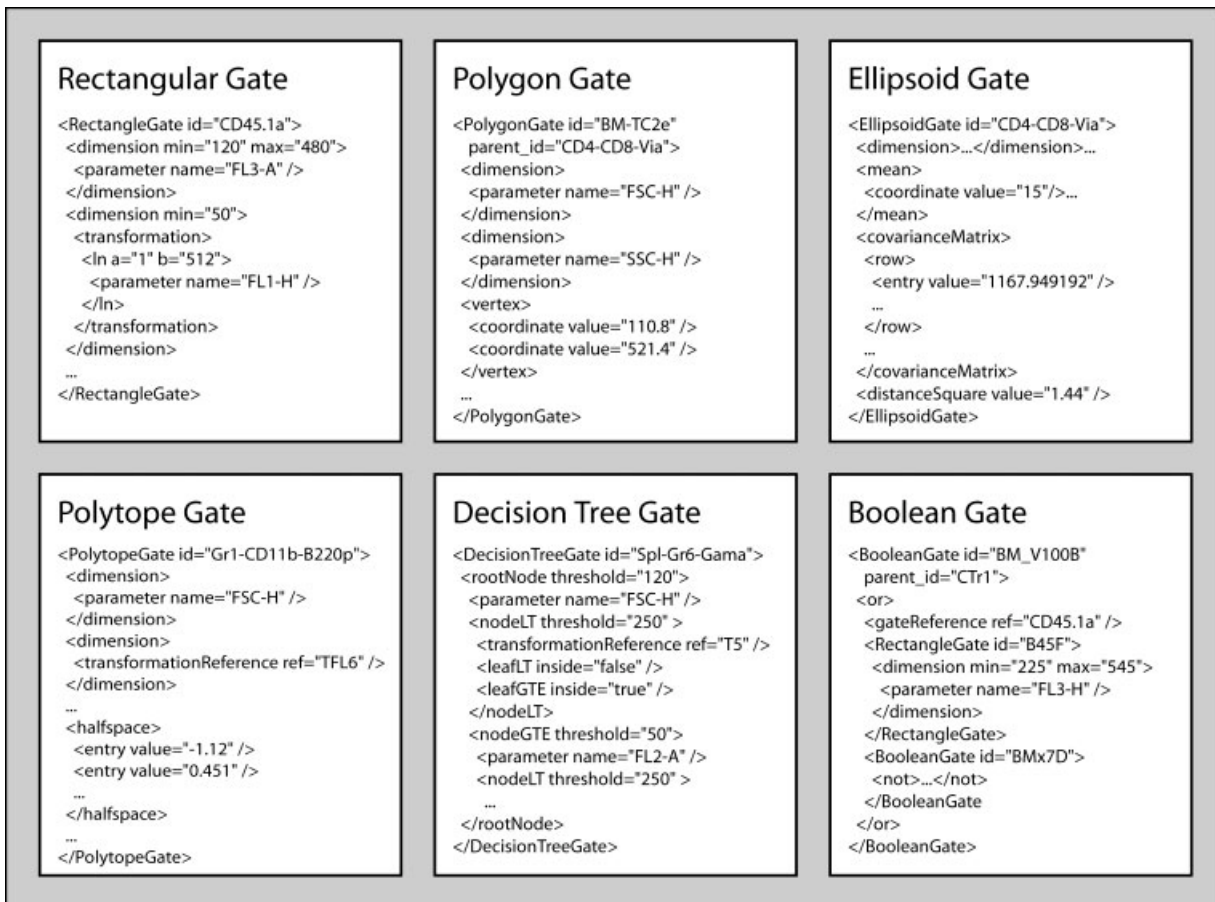 Rectangular Gate
<RectangleGate id="CD45.1a">
<dimension min="120" max="480">
<parameter name="FL3-A" />
</dimension>
<dimension min="50">
<transformation>
<ln a="1" b="512">
<parameter name="FL1-H" />
</ln>
</transformation>
</dimension>
...
</RectangleGate>
Polygon Gate
<PolygonGate id="BM-TC2e"
parent_id="CD4-CD8-Via">
<dimension>
<parameter name="FSC-H" />
</dimension>
<dimension>
<parameter name="SSC-H" />
</dimension>
<vertex>
<coordinate value="110.8" />
<coordinate value="521.4" />
</vertex>
...
</PolygonGate>
Ellipsoid Gate
<EllipsoidGate id="CD4-CD8-Via">
<dimension>...</dimension>...
<mean>
<coordinate value="15"/>...
</mean>
<covarianceMatrix>
<row>
<entry value="1167.949192" />
...
</row>
...
</covarianceMatrix>
<distanceSquare value="1.44" />
</EllipsoidGate>
Polytope Gate
<PolytopeGate id="Gr1-CD11b-B220p">
<dimension>
<parameter name="FSC-H" />
</dimension>
<dimension>
<transformationReference ref="TFL6" />
</dimension>
...
<halfspace>
<entry value="-1.12" />
<entry value="0.451" />
...
</halfspace>
...
</PolytopeGate>
Decision Tree Gate
<DecisionTreeGate id="Spl-Gr6-Gama">
<rootNode threshold="120">
<parameter name="FSC-H" />
<nodeLT threshold="250" >
<transformationReference ref="T5" />
<leafLT inside="false" />
<leafGTE inside="true" />
</nodeLT>
<nodeGTE threshold="50">
<parameter name="FL2-A" />
<nodeLT threshold="250" >
...
</rootNode>
</DecisionTreeGate>
Boolean Gate
<BooleanGate id="BM_V100B"
parent_id="CTr1">
<or>
<gateReference ref="CD45.1a" />
<RectangleGate id="B45F">
<dimension min="225" max="545">
<parameter name="FL3-H" />
</dimension>
</RectangleGate>
<BooleanGate id="BMx7D">
<not>...</not>
</BooleanGate
</or>
</BooleanGate>